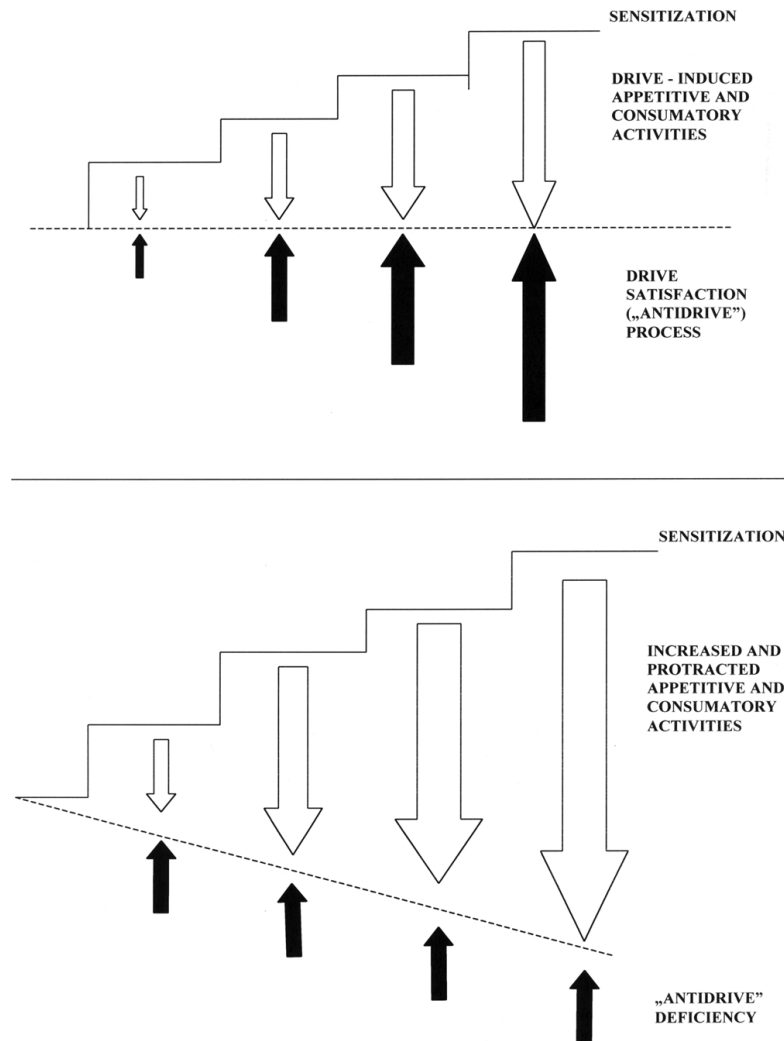 SENSITIZATION
DRIVE - INDUCED
APPETITIVE AND
CONSUMATORY
ACTIVITIES
DRIVE
SATISFACTION
(„ANTIDRIVE”)
PROCESS
SENSITIZATION
INCREASED AND
PROTRACTED
APPETITIVE AND
CONSUMATORY
ACTIVITIES
„ANTIDRIVE”
DEFICIENCY